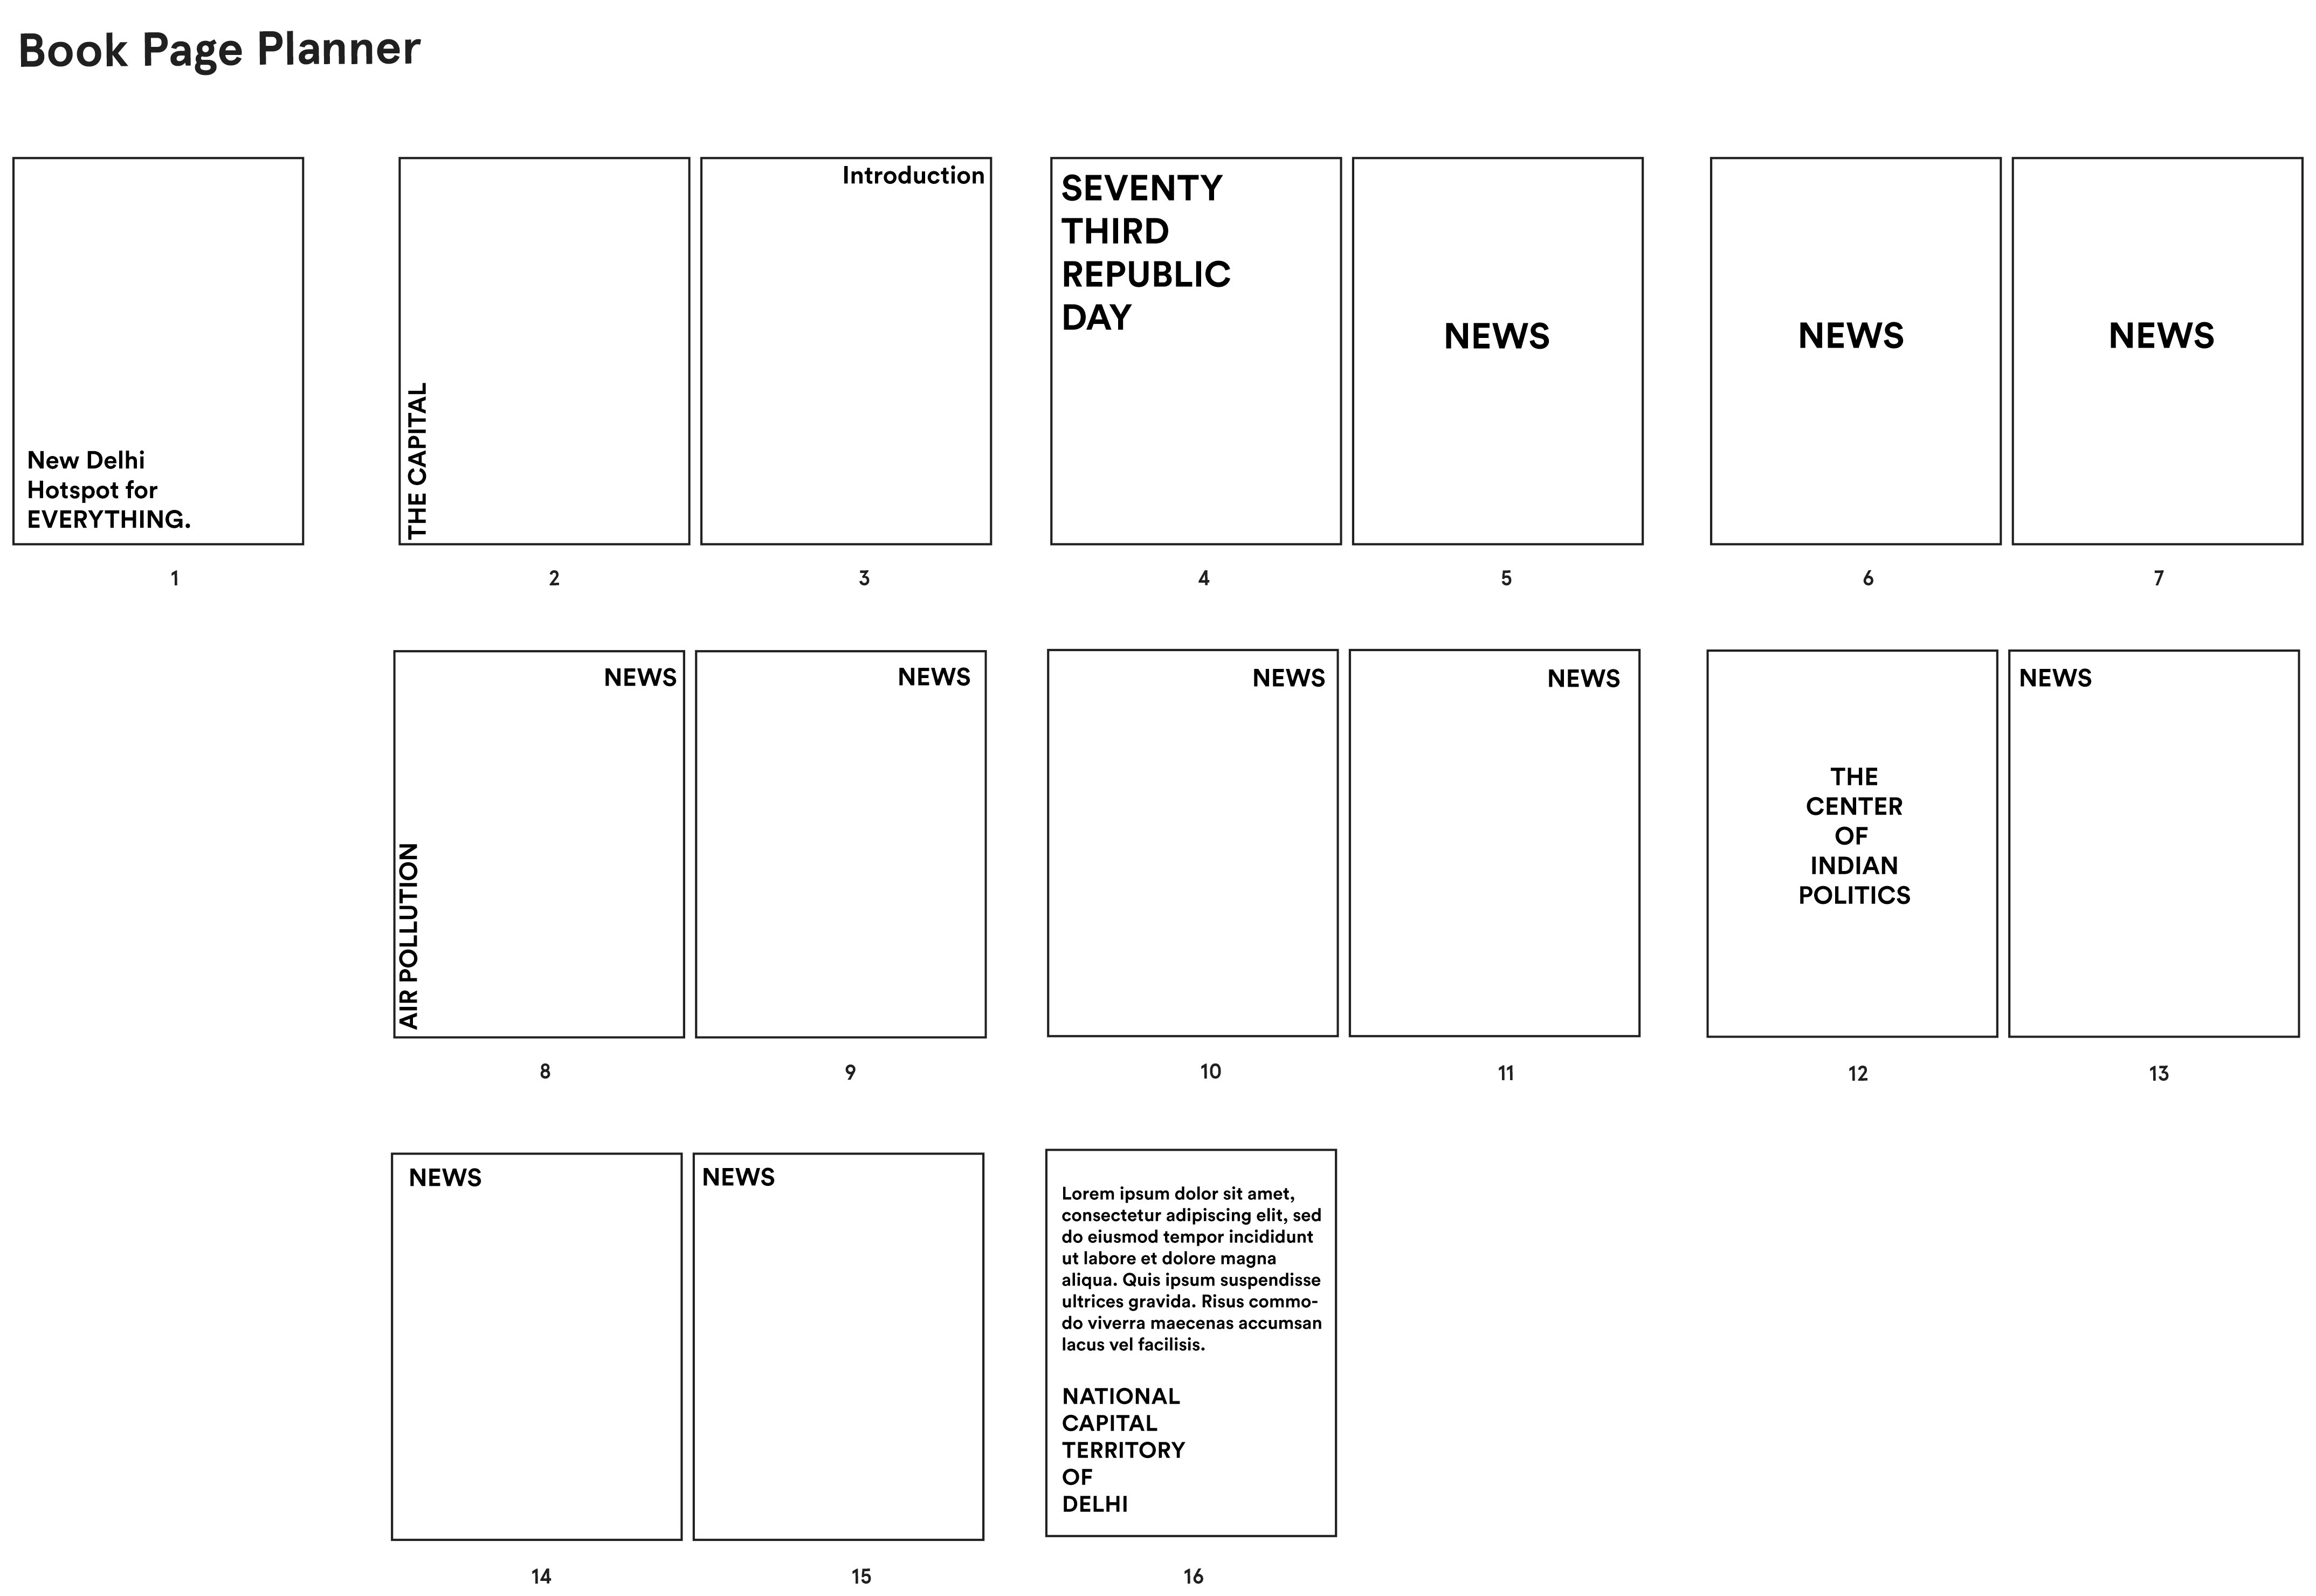 Book Page Planner
New Delhi
Hotspot for
EVERYTHING.
1
THE CAPITAL
2
Introduction
3
SEVENTY
THIRD
REPUBLIC
DAY
4
NEWS
5
NEWS
6
NEWS
7
NEWS
AIR POLLUTION
8
NEWS
9
NEWS
10
NEWS
11
THE
CENTER
OF
INDIAN
POLITICS
12
NEWS
13
NEWS
14
NEWS
15
Lorem ipsum dolor sit amet,
consectetur adipiscing elit, sed
do eiusmod tempor incididunt
ut labore et dolore magna
aliqua. Quis ipsum suspendisse
ultrices gravida. Risus commo-
do viverra maecenas accumsan
lacus vel facilisis.
NATIONAL
CAPITAL
TERRITORY
OF
DELHI
16